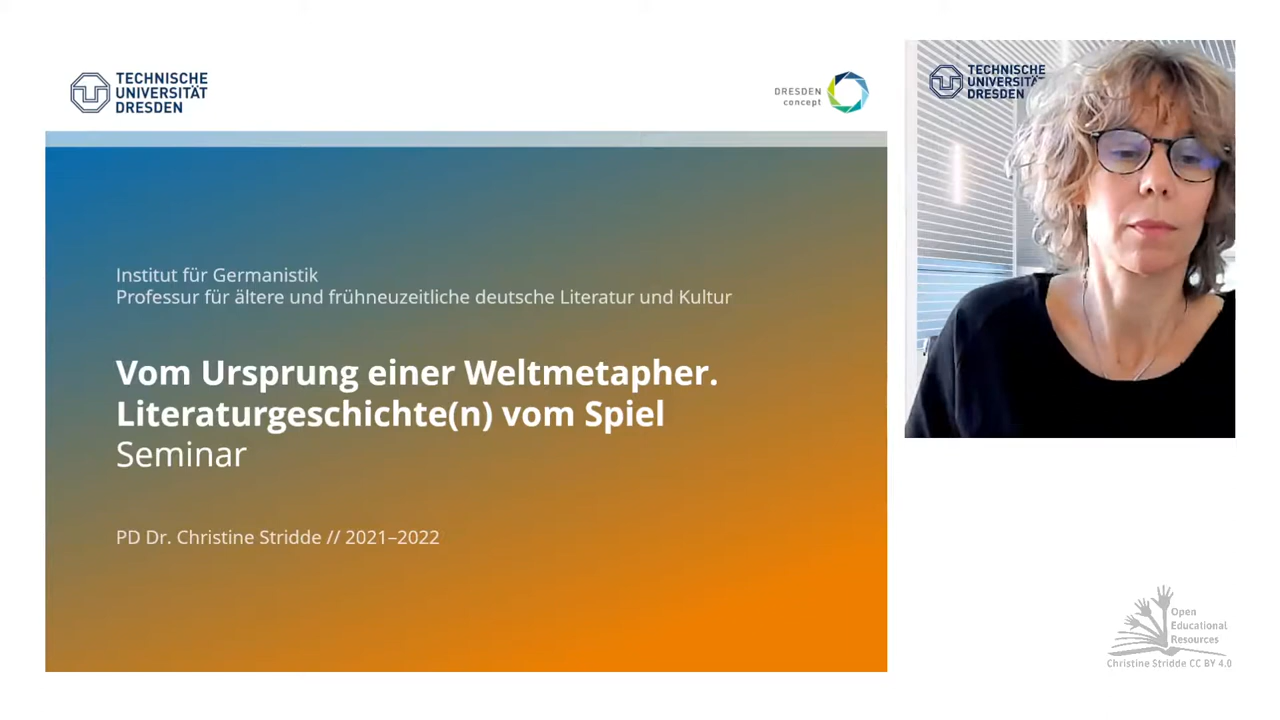 TECHNISCHE
UNIVERSITÄT
DRESDEN
DRESDEN
concept
TECHNISCHE
UNIVERSITÄT
DRESDEN
Institut für Germanistik
Professur für ältere und frühneuzeitliche deutsche Literatur und Kultur
Vom Ursprung einer Weltmetapher.
Literaturgeschichte(n) vom Spiel
Seminar
PD Dr. Christine Stridde // 2021–2022
Open
Educational
Resources
Christine Stridde CC BY 4.0